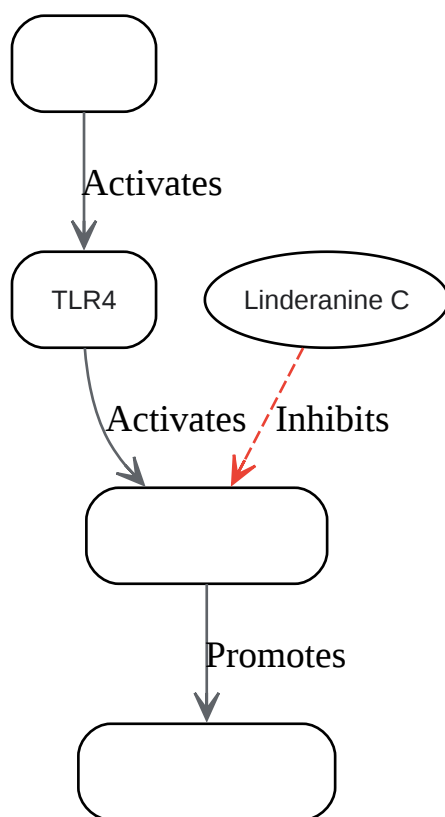 Activates
TLR4
Linderanine C
Activates
Inhibits
Promotes